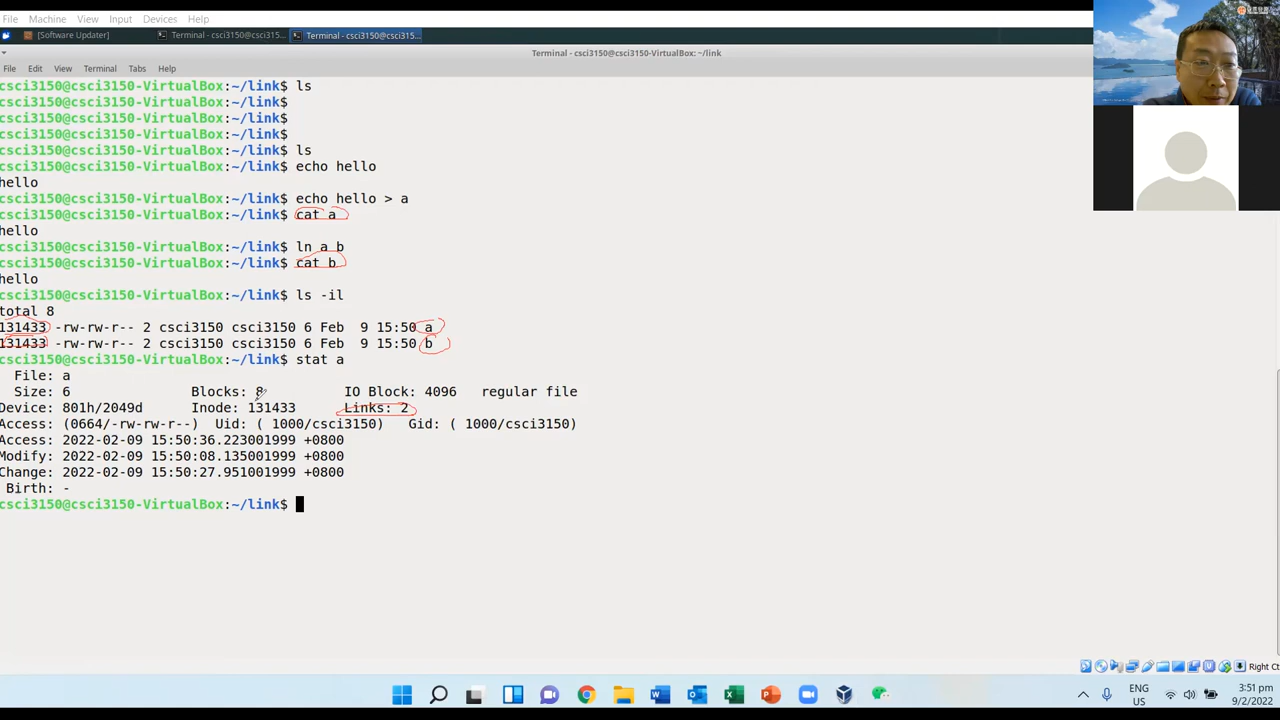 File Machine View Input Devices Help
[Software Updater] Terminal - csci3150@csci315... Terminal - csci3150@csci315...
Terminal - csci3150@csci3150-VirtualBox: ~/link
File Edit View Terminal Tabs Help
csci3150@csci3150-VirtualBox:~/link$ ls
csci3150@csci3150-VirtualBox:~/link$
csci3150@csci3150-VirtualBox:~/link$
csci3150@csci3150-VirtualBox:~/link$
csci3150@csci3150-VirtualBox:~/link$ ls
csci3150@csci3150-VirtualBox:~/link$ echo hello
hello
csci3150@csci3150-VirtualBox:~/link$ echo hello > a
csci3150@csci3150-VirtualBox:~/link$ cat a
hello
csci3150@csci3150-VirtualBox:~/link$ ln a b
csci3150@csci3150-VirtualBox:~/link$ cat b
hello
csci3150@csci3150-VirtualBox:~/link$ ls -il
total 8
131433 -rw-rw-r-- 2 csci3150 csci3150 6 Feb  9 15:50 a
131433 -rw-rw-r-- 2 csci3150 csci3150 6 Feb  9 15:50 b
csci3150@csci3150-VirtualBox:~/link$ stat a
File: a
Size: 6 Blocks: 8 IO Block: 4096 regular file
Device: 801h/2049d Inode: 131433 Links: 2
Access: (0664/-rw-rw-r--) Uid: ( 1000/csci3150) Gid: ( 1000/csci3150)
Access: 2022-02-09 15:50:36.223001999 +0800
Modify: 2022-02-09 15:50:08.135001999 +0800
Change: 2022-02-09 15:50:27.951001999 +0800
Birth: -
csci3150@csci3150-VirtualBox:~/link$
Right Ct
ENG
US
3:51 pm
9/2/2022